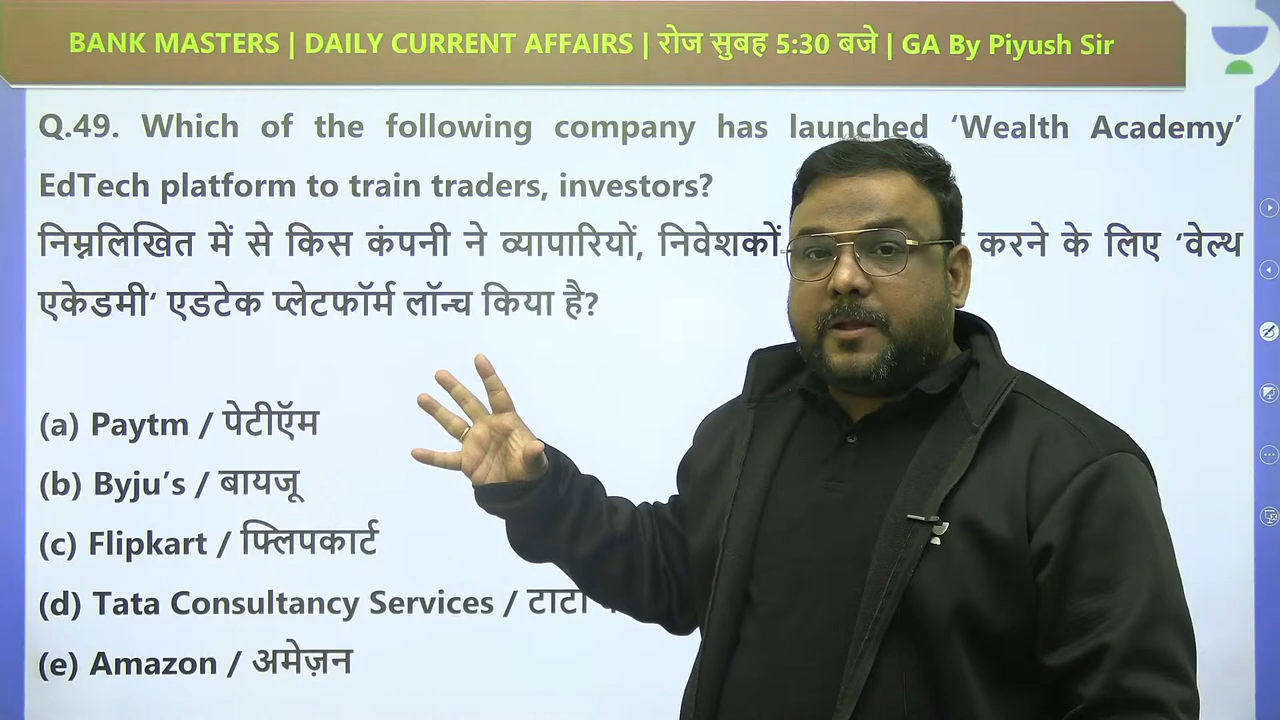 BANK MASTERS | DAILY CURRENT AFFAIRS | रोज सुबह 5:30 बजे | GA By Piyush Sir
Q.49. Which of the following company has launched ‘Wealth Academy’
EdTech platform to train traders, investors?
निम्नलिखित में से किस कंपनी ने व्यापारियों, निवेशकों करने के लिए ‘वेल्थ
एकेडमी‘ एडटेक प्लेटफॉर्म लॉन्च किया है?
(a) Paytm / पेटीऍम
(b) Byju’s / बायजू
(c) Flipkart / फ्लिपकार्ट
(d) Tata Consultancy Services / टाटा
(e) Amazon / अमेज़न